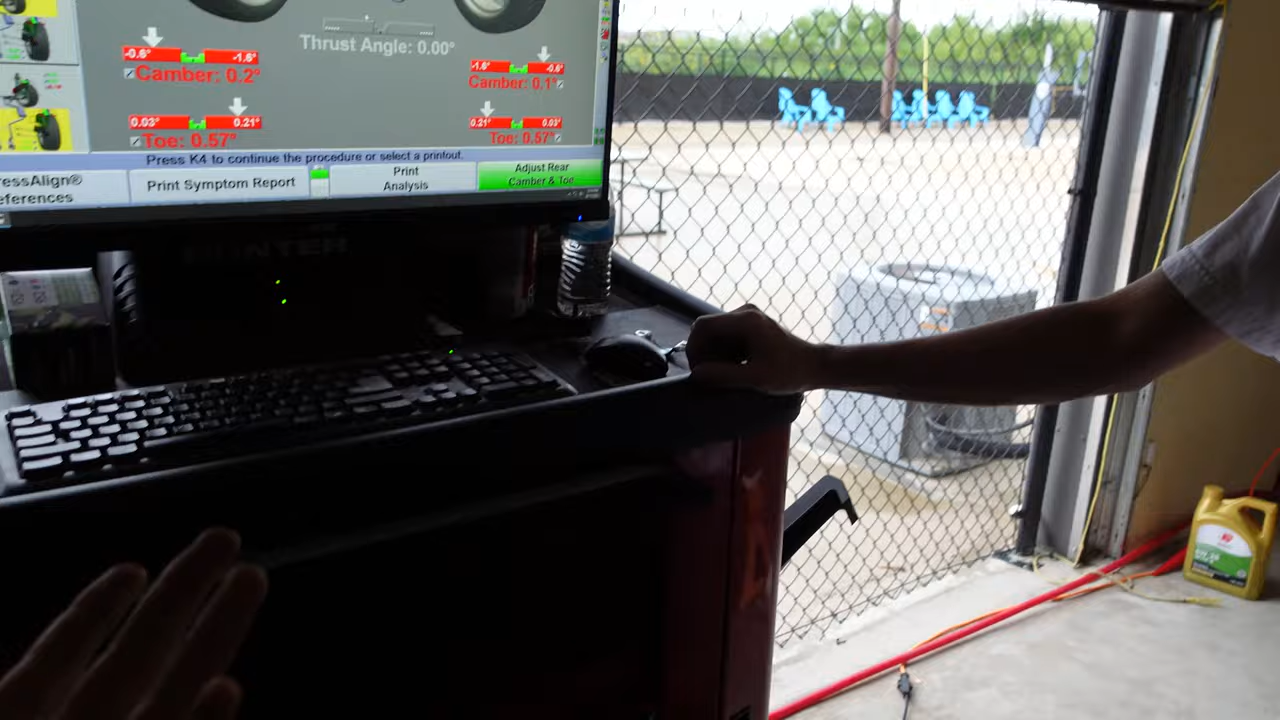 Thrust Angle: 0.00°
-0.6° -1.6°
Camber: 0.2°
-1.6° -0.6°
Camber: 0.1°
0.03° 0.21°
Toe: 0.57°
0.21° 0.03°
Toe: 0.57°
Press K4 to continue the procedure or select a printout.
ressAlign®
eferences
Print Symptom Report
Print
Analysis
Adjust Rear
Camber & Toe
HUNTER